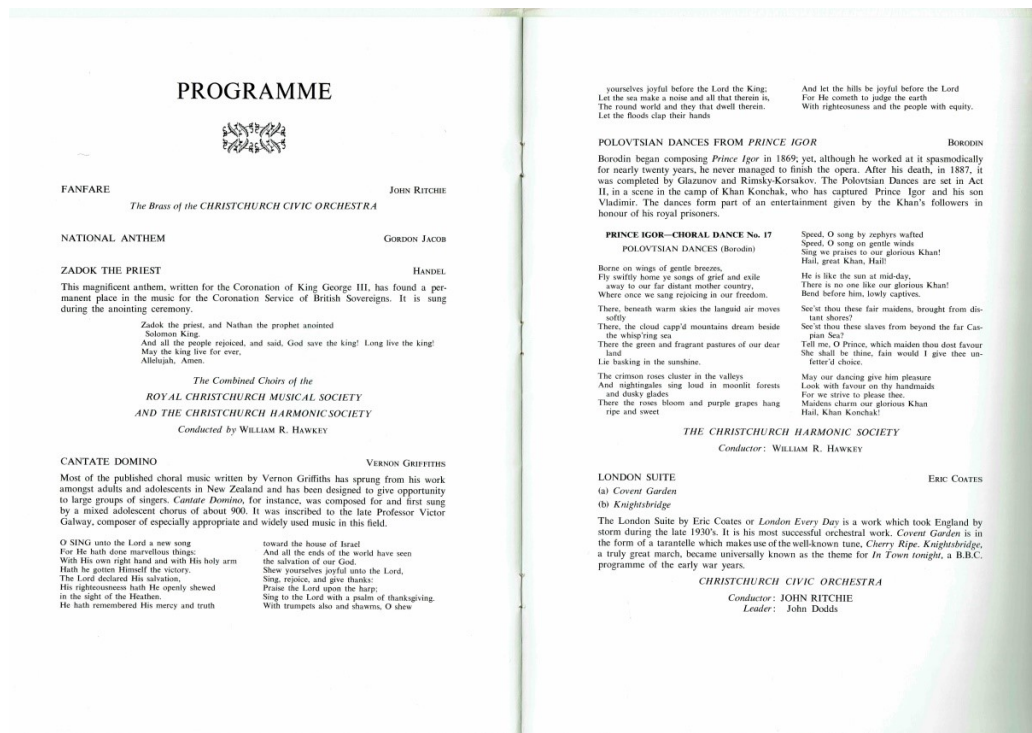 PROGRAMME
FANFARE JOHN RITCHIE
The Brass of the CHRISTCHURCH CIVIC ORCHESTRA
NATIONAL ANTHEM GORDON JACOB
ZADOK THE PRIEST HANDEL
This magnificent anthem, written for the Coronation of King George III, has found a per-
manent place in the music for the Coronation Service of British Sovereigns. It is sung
during the anointing ceremony.
Zadok the priest, and Nathan the prophet anointed
Solomon King.
And all the people rejoiced, and said, God save the king! Long live the king!
May the king live for ever,
Allelujah, Amen.
The Combined Choirs of the
ROYAL CHRISTCHURCH MUSICAL SOCIETY
AND THE CHRISTCHURCH HARMONIC SOCIETY
Conducted by WILLIAM R. HAWKEY
CANTATE DOMINO VERNON GRIFFITHS
Most of the published choral music written by Vernon Griffiths has sprung from his work
amongst adults and adolescents in New Zealand and has been designed to give opportunity
to large groups of singers. Cantate Domino, for instance, was composed for and first sung
by a mixed adolescent chorus of about 900. It was inscribed to the late Professor Victor
Galway, composer of especially appropriate and widely used music in this field.
O SING unto the Lord a new song
For He hath done marvellous things:
With His own right hand and with His holy arm
Hath he gotten Himself the victory.
The Lord declared His salvation,
His righteousness hath He openly shewed
in the sight of the Heathen.
He hath remembered His mercy and truth
toward the house of Israel
And all the ends of the world have seen
the salvation of our God.
Shew yourselves joyful unto the Lord,
Sing, rejoice, and give thanks:
Praise the Lord upon the harp;
Sing to the Lord with a psalm of thanksgiving.
With trumpets also and shawms, O shew
yourselves joyful before the Lord the King;
Let the sea make a noise and all that therein is,
The round world and they that dwell therein.
Let the floods clap their hands
And let the hills be joyful before the Lord
For He cometh to judge the earth
With righteosuness and the people with equity.
POLOVTSIAN DANCES FROM PRINCE IGOR BORODIN
Borodin began composing Prince Igor in 1869; yet, although he worked at it spasmodically
for nearly twenty years, he never managed to finish the opera. After his death, in 1887, it
was completed by Glazunov and Rimsky-Korsakov. The Polovtsian Dances are set in Act
II, in a scene in the camp of Khan Konchak, who has captured Prince Igor and his son
Vladimir. The dances form part of an entertainment given by the Khan's followers in
honour of his royal prisoners.
PRINCE IGOR—CHORAL DANCE No. 17
POLOVTSIAN DANCES (Borodin)
Borne on wings of gentle breezes,
Fly swiftly home ye songs of grief and exile
away to our far distant mother country,
Where once we sang rejoicing in our freedom.
There, beneath warm skies the languid air moves
softly
There, the cloud capp'd mountains dream beside
the whisp'ring sea
There the green and fragrant pastures of our dear
land
Lie basking in the sunshine.
The crimson roses cluster in the valleys
And nightingales sing loud in moonlit forests
and dusky glades
There the roses bloom and purple grapes hang
ripe and sweet
Speed, O song by zephyrs wafted
Speed, O song on gentle winds
Sing we praises to our glorious Khan!
Hail, great Khan, Hail!
He is like the sun at mid-day,
There is no one like our glorious Khan!
Bend before him, lowly captives.
See'st thou these fair maidens, brought from dis-
tant shores?
See'st thou these slaves from beyond the far Cas-
pian Sea?
Tell me, O Prince, which maiden thou dost favour
She shall be thine, fain would I give thee un-
fetter'd choice.
May our dancing give him pleasure
Look with favour on thy handmaids
For we strive to please thee.
Maidens charm our glorious Khan
Hail, Khan Konchak!
THE CHRISTCHURCH HARMONIC SOCIETY
Conductor: WILLIAM R. HAWKEY
LONDON SUITE ERIC COATES
(a) Covent Garden
(b) Knightsbridge
The London Suite by Eric Coates or London Every Day is a work which took England by
storm during the late 1930's. It is his most successful orchestral work. Covent Garden is in
the form of a tarantelle which makes use of the well-known tune, Cherry Ripe. Knightsbridge,
a truly great march, became universally known as the theme for In Town tonight, a B.B.C.
programme of the early war years.
CHRISTCHURCH CIVIC ORCHESTRA
Conductor: JOHN RITCHIE
Leader: John Dodds